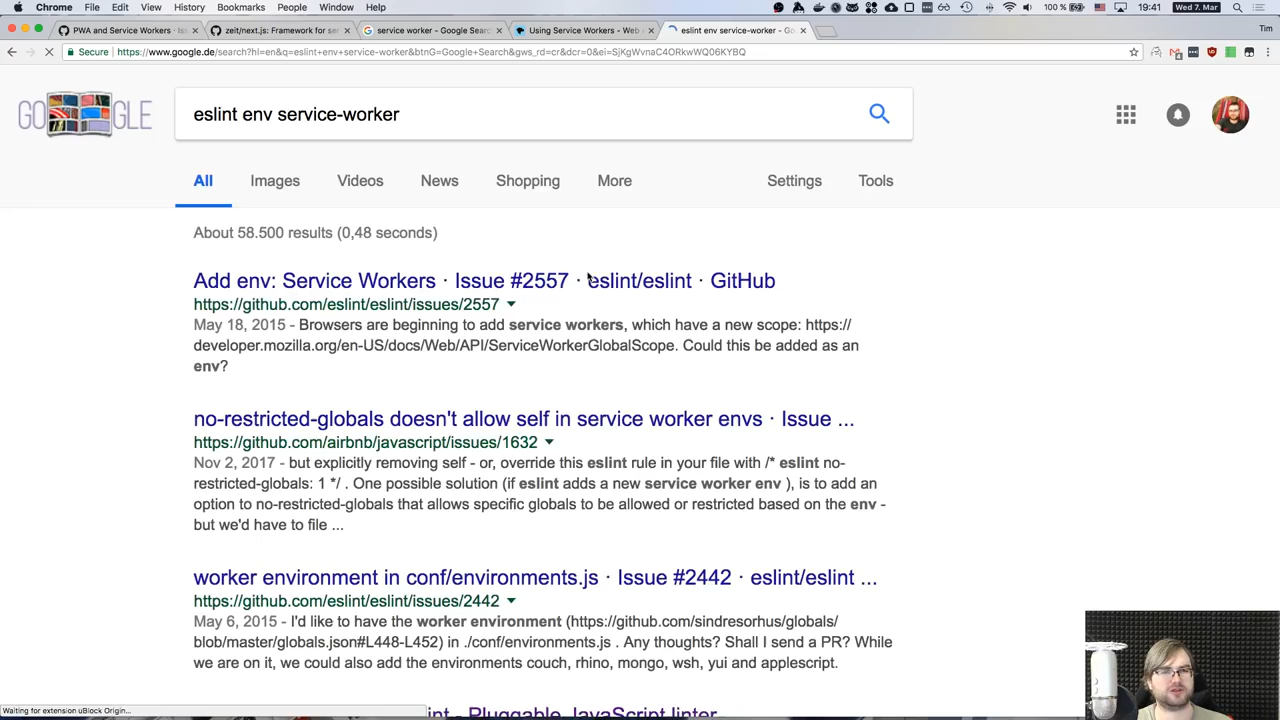 Chrome File Edit View History Bookmarks People Window Help 100 % 19:41 Wed 7. Mar
PWA and Service Workers · Iss
zeit/next.js: Framework for ser
service worker - Google Search
Using Service Workers - Web A
eslint env service-worker - Go
Tim
Secure https://www.google.de/search?hl=en&q=eslint+env+service-worker&btnG=Google+Search&gws_rd=cr&dcr=0&ei=SjKgWvnaC4ORkwWQ06KYBQ
GOOGLE
eslint env service-worker
All Images Videos News Shopping More Settings Tools
About 58.500 results (0,48 seconds)
Add env: Service Workers · Issue #2557 · eslint/eslint · GitHub
https://github.com/eslint/eslint/issues/2557
May 18, 2015 - Browsers are beginning to add service workers, which have a new scope: https://
developer.mozilla.org/en-US/docs/Web/API/ServiceWorkerGlobalScope. Could this be added as an
env?
no-restricted-globals doesn't allow self in service worker envs · Issue ...
https://github.com/airbnb/javascript/issues/1632
Nov 2, 2017 - but explicitly removing self - or, override this eslint rule in your file with /* eslint no-
restricted-globals: 1 */ . One possible solution (if eslint adds a new service worker env ), is to add an
option to no-restricted-globals that allows specific globals to be allowed or restricted based on the env -
but we'd have to file ...
worker environment in conf/environments.js · Issue #2442 · eslint/eslint ...
https://github.com/eslint/eslint/issues/2442
May 6, 2015 - I'd like to have the worker environment (https://github.com/sindresorhus/globals/
blob/master/globals.json#L448-L452) in ./conf/environments.js . Any thoughts? Shall I send a PR? While
we are on it, we could also add the environments couch, rhino, mongo, wsh, yui and applescript.
int - Pluggable JavaScript linter
Waiting for extension uBlock Origin...